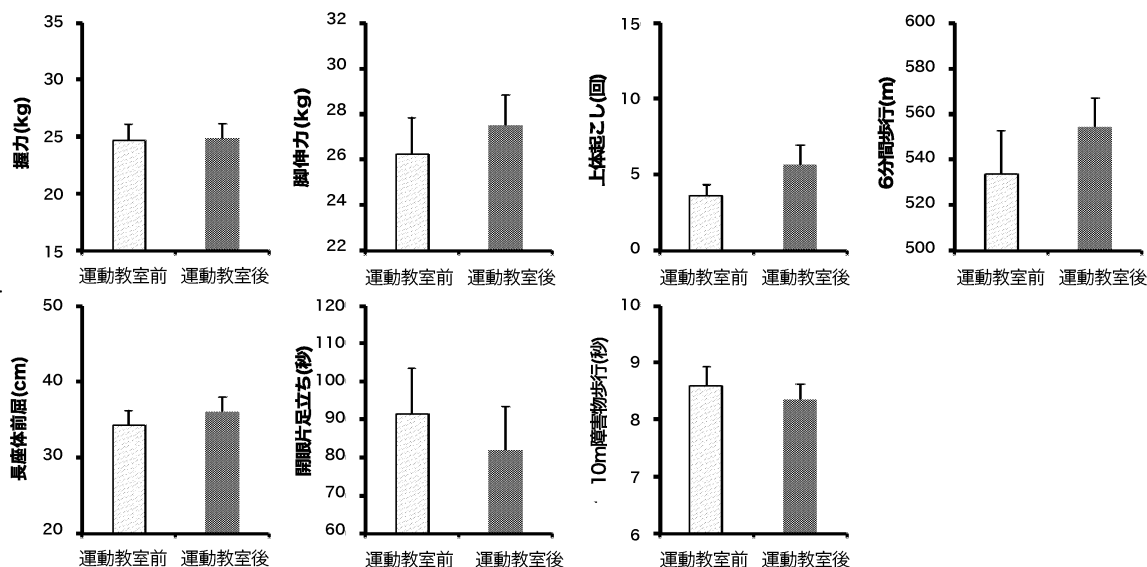 握力(kg)
35
30
25
20
15
運動教室前 運動教室後
脚伸力(kg)
32
28
26
24
22
運動教室前 運動教室後
上体起こし(回)
15
10
5
0
運動教室前 運動教室後
6分間歩行(m)
600
580
560
540
520
500
運動教室前 運動教室後
長座体前屈(cm)
50
40
30
20
運動教室前 運動教室後
開眼片足立ち(秒)
120
110
100
90
80
70
60
運動教室前 運動教室後
10m障害物歩行(秒)
10
9
8
7
6
運動教室前 運動教室後